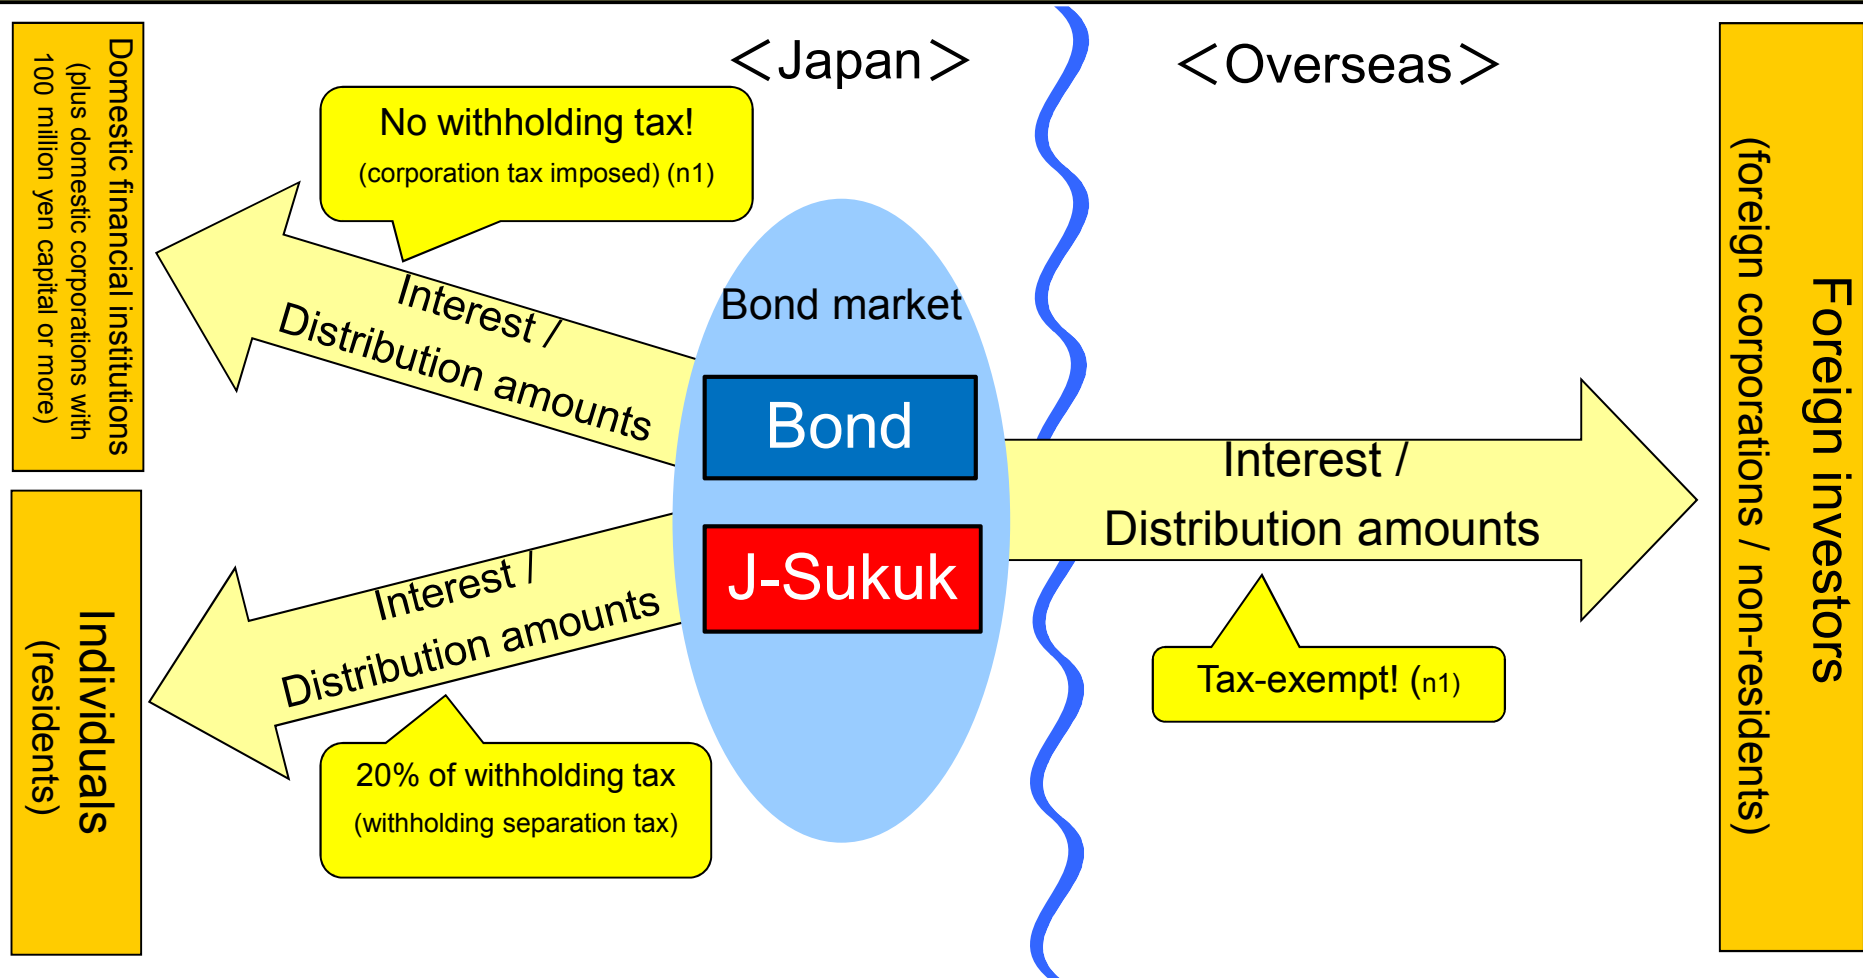 ＜Japan＞
＜Overseas＞
Domestic financial institutions
(plus domestic corporations with
100 million yen capital or more)
No withholding tax!
(corporation tax imposed) (n1)
Interest /
Distribution amounts
Bond market
Bond
J-Sukuk
Interest /
Distribution amounts
Foreign investors
(foreign corporations / non-residents)
Tax-exempt! (n1)
Individuals
(residents)
Interest /
Distribution amounts
20% of withholding tax
(withholding separation tax)